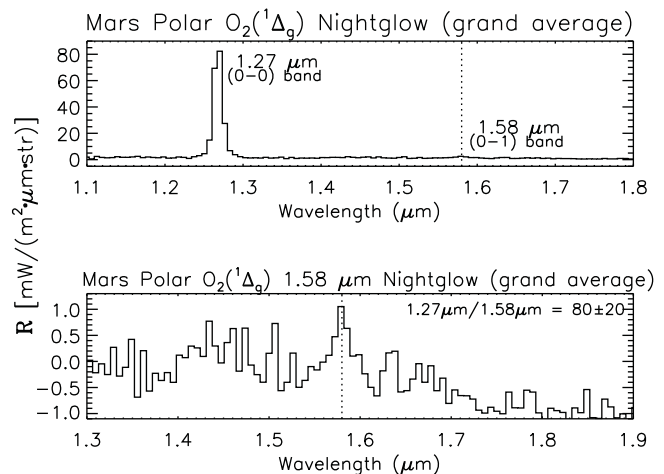 Mars Polar O₂(¹Δg) Nightglow (grand average)
80
60
40
20
0
1.27 μm
(0-0) band
1.58 μm
(0-1) band
1.1 1.2 1.3 1.4 1.5 1.6 1.7 1.8
Wavelength (μm)
R [mW/(m²•μm•str)]
Mars Polar O₂(¹Δg) 1.58 μm Nightglow (grand average)
1.27μm/1.58μm = 80±20
1.0
0.5
0.0
-0.5
-1.0
1.3 1.4 1.5 1.6 1.7 1.8 1.9
Wavelength (μm)